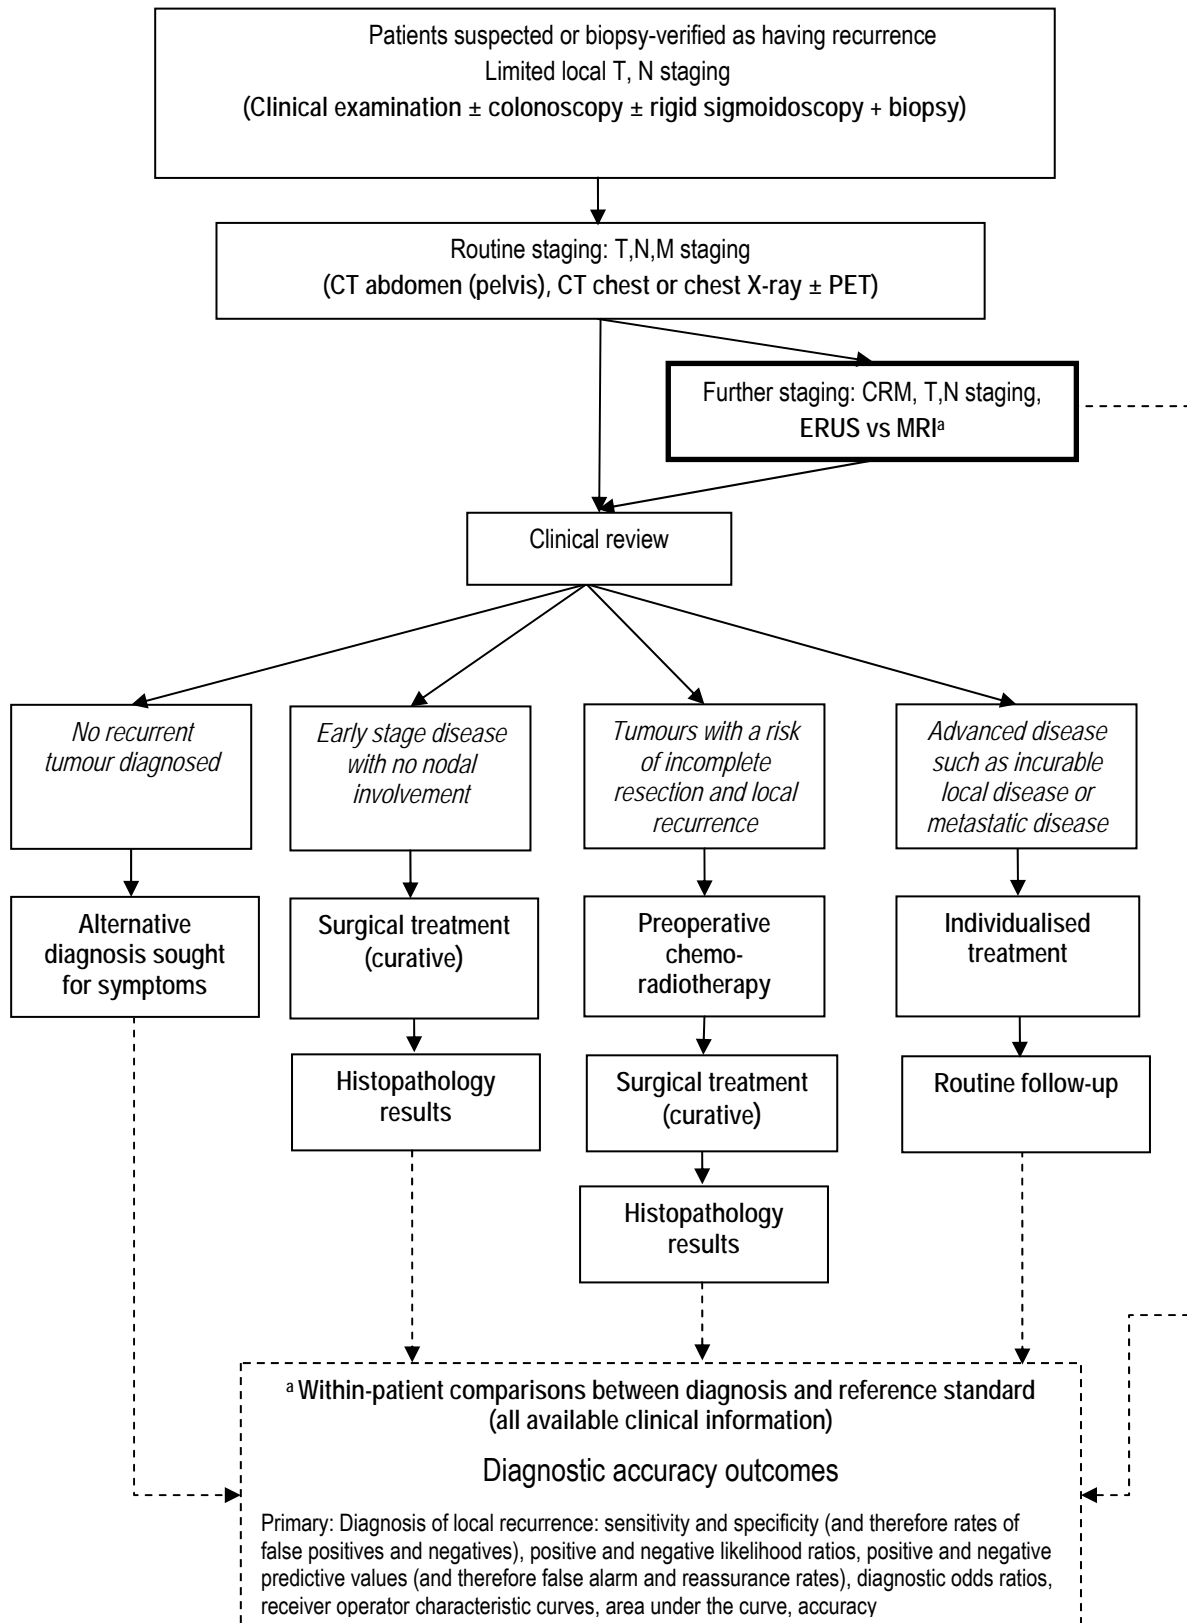 Patients suspected or biopsy-verified as having recurrence
Limited local T, N staging
(Clinical examination ± colonoscopy ± rigid sigmoidoscopy + biopsy)
Routine staging: T,N,M staging
(CT abdomen (pelvis), CT chest or chest X-ray ± PET)
Further staging: CRM, T,N staging,
ERUS vs MRIᵃ
Clinical review
No recurrent
tumour diagnosed
Early stage disease
with no nodal
involvement
Tumours with a risk
of incomplete
resection and local
recurrence
Advanced disease
such as incurable
local disease or
metastatic disease
Alternative
diagnosis sought
for symptoms
Surgical treatment
(curative)
Preoperative
chemo-
radiotherapy
Individualised
treatment
Histopathology
results
Surgical treatment
(curative)
Routine follow-up
Histopathology
results
ᵃ Within-patient comparisons between diagnosis and reference standard
(all available clinical information)
Diagnostic accuracy outcomes
Primary: Diagnosis of local recurrence: sensitivity and specificity (and therefore rates of
false positives and negatives), positive and negative likelihood ratios, positive and negative
predictive values (and therefore false alarm and reassurance rates), diagnostic odds ratios,
receiver operator characteristic curves, area under the curve, accuracy